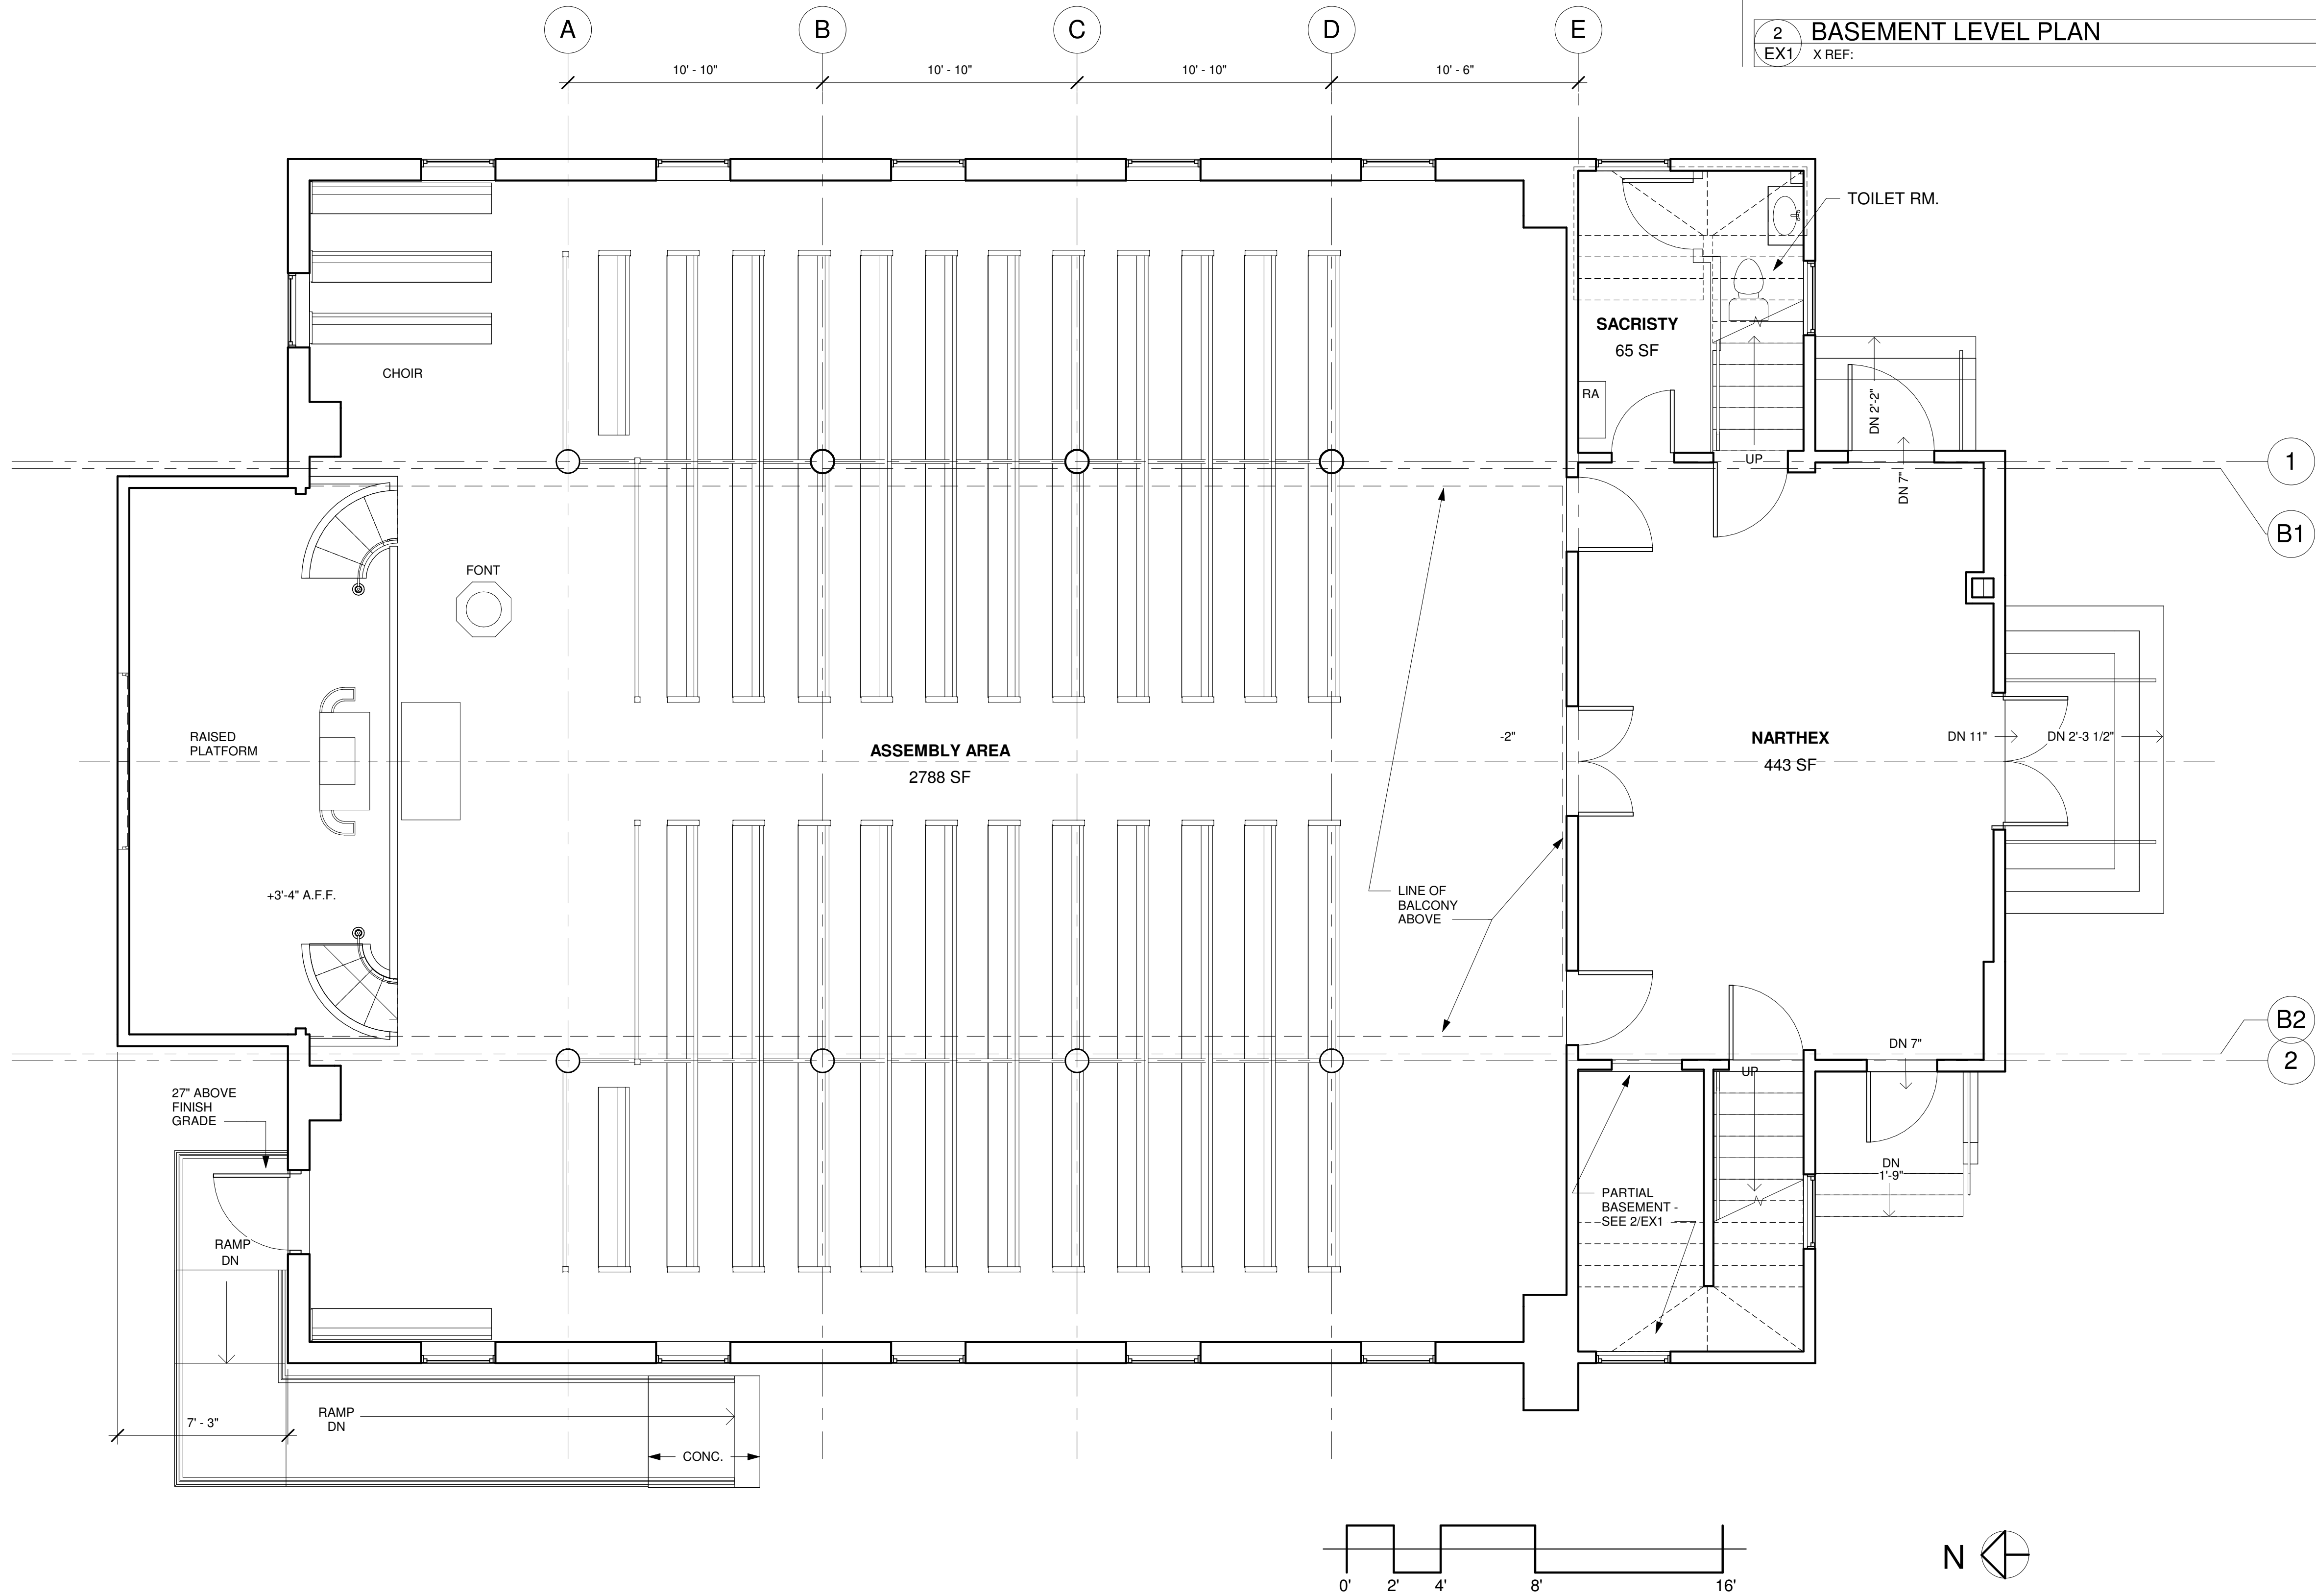 A
B
C
D
E
2
EX1
BASEMENT LEVEL PLAN
X REF:
10' - 10"
10' - 10"
10' - 10"
10' - 6"
TOILET RM.
SACRISTY
65 SF
CHOIR
RA
DN 2'-2"
UP
DN 7"
1
B1
FONT
RAISED
PLATFORM
ASSEMBLY AREA
2788 SF
-2"
NARTHEX
443 SF
DN 11"
DN 2'-3 1/2"
+3'-4" A.F.F.
LINE OF
BALCONY
ABOVE
B2
2
27" ABOVE
FINISH
GRADE
DN 7"
UP
DN
1'-9"
PARTIAL
BASEMENT -
SEE 2/EX1
RAMP
DN
7' - 3"
RAMP
DN
CONC.
0'
2'
4'
8'
16'
N